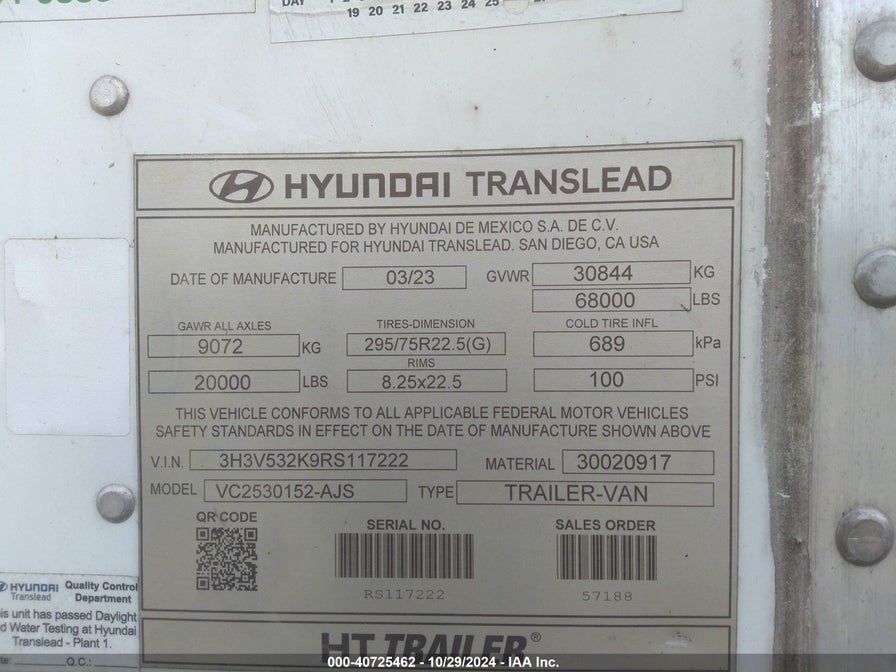 DAY
19 20 21 22 23 24 25
HYUNDAI TRANSLEAD
MANUFACTURED BY HYUNDAI DE MEXICO S.A. DE C.V.
MANUFACTURED FOR HYUNDAI TRANSLEAD. SAN DIEGO, CA USA
DATE OF MANUFACTURE 03/23 GVWR 30844 KG
68000 LBS
GAWR ALL AXLES TIRES-DIMENSION COLD TIRE INFL
9072 KG 295/75R22.5(G) 689 kPa
RIMS
20000 LBS 8.25x22.5 100 PSI
THIS VEHICLE CONFORMS TO ALL APPLICABLE FEDERAL MOTOR VEHICLES
SAFETY STANDARDS IN EFFECT ON THE DATE OF MANUFACTURE SHOWN ABOVE
V.I.N. 3H3V532K9RS117222 MATERIAL 30020917
MODEL VC2530152-AJS TYPE TRAILER-VAN
QR CODE SERIAL NO. SALES ORDER
RS117222 57188
HT TRAILER®
HYUNDAI Translead Quality Control Department
is unit has passed Daylight
d Water Testing at Hyundai
Translead - Plant 1.
te: Q.C.:
000-40725462 - 10/29/2024 - IAA Inc.